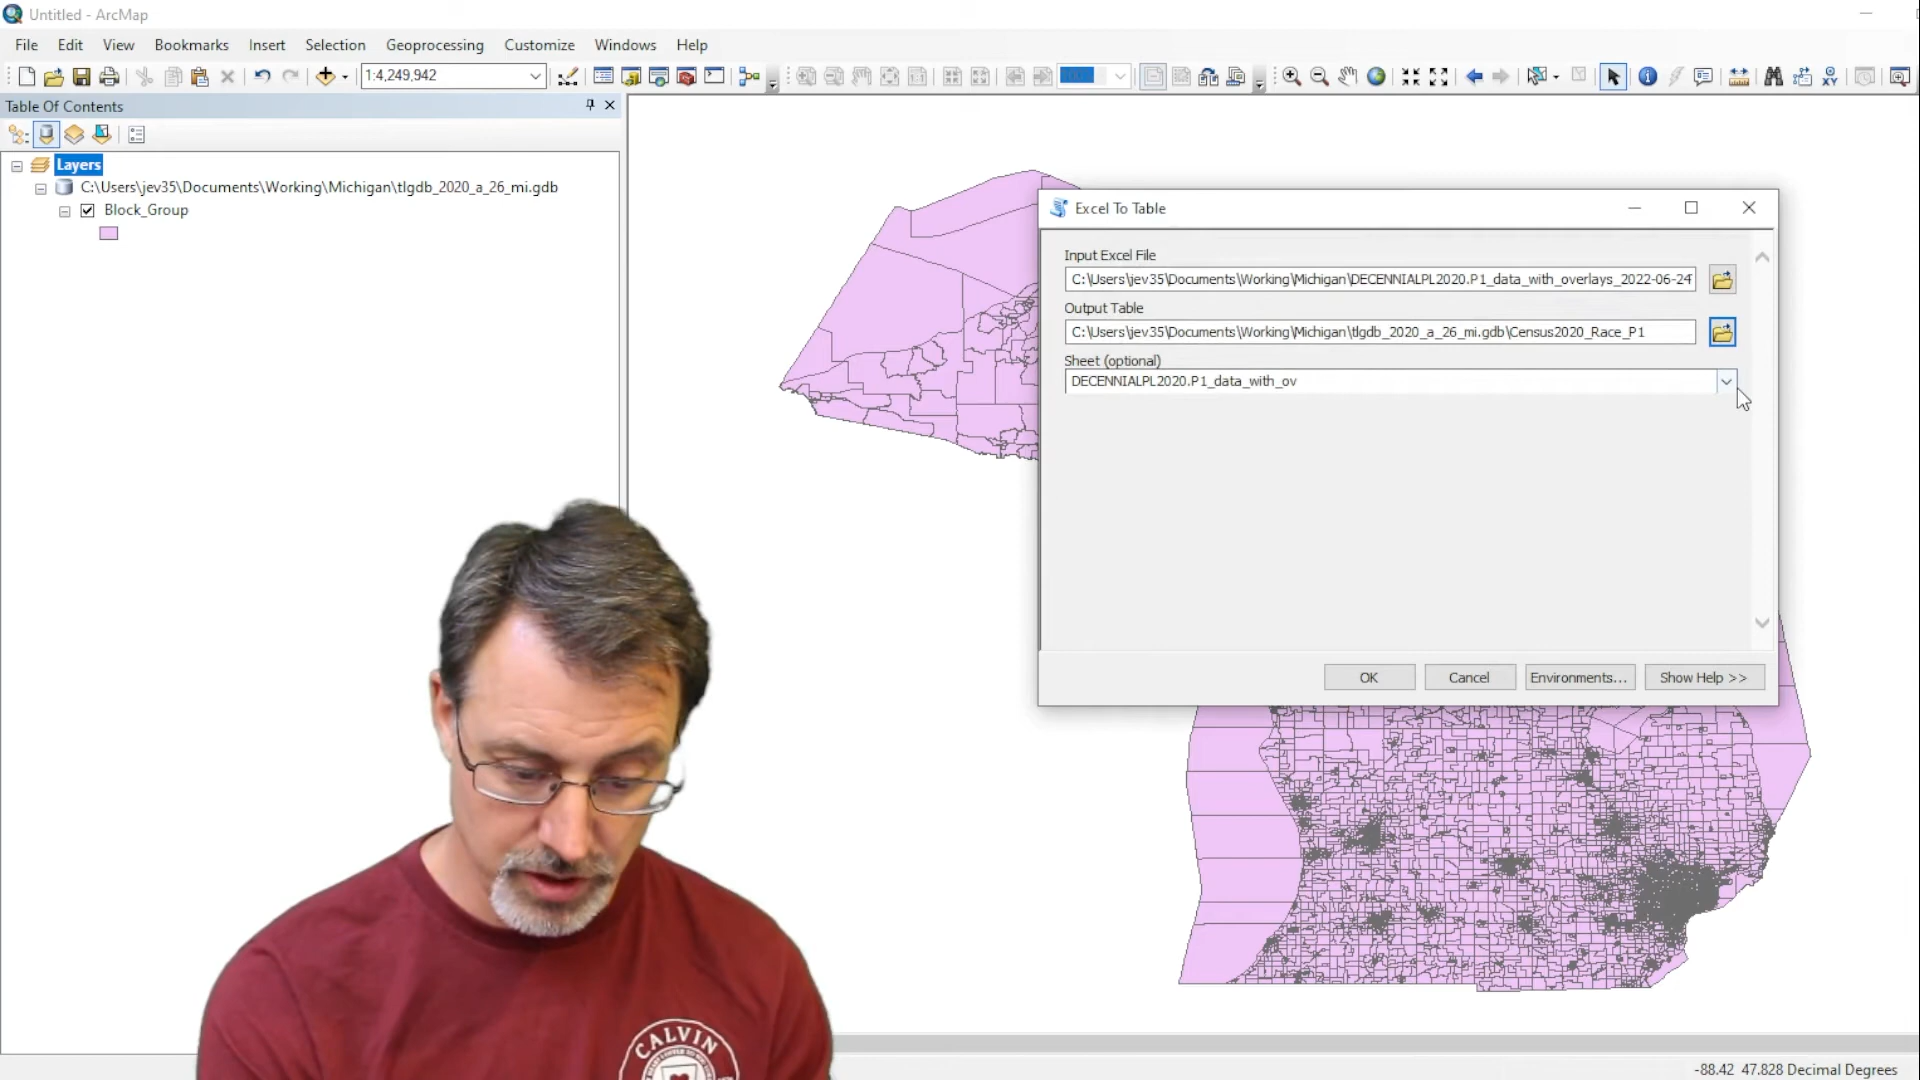 Untitled - ArcMap
File Edit View Bookmarks Insert Selection Geoprocessing Customize Windows Help
1:4,249,942
Table Of Contents
Layers
C:\Users\jev35\Documents\Working\Michigan\tlgdb_2020_a_26_mi.gdb
Block_Group
Excel To Table
Input Excel File
C:\Users\jev35\Documents\Working\Michigan\DECENNIALPL2020.P1_data_with_overlays_2022-06-24T
Output Table
C:\Users\jev35\Documents\Working\Michigan\tlgdb_2020_a_26_mi.gdb\Census2020_Race_P1
Sheet (optional)
DECENNIALPL2020.P1_data_with_ov
OK Cancel Environments... Show Help >>
CALVIN
-88.42 47.828 Decimal Degrees